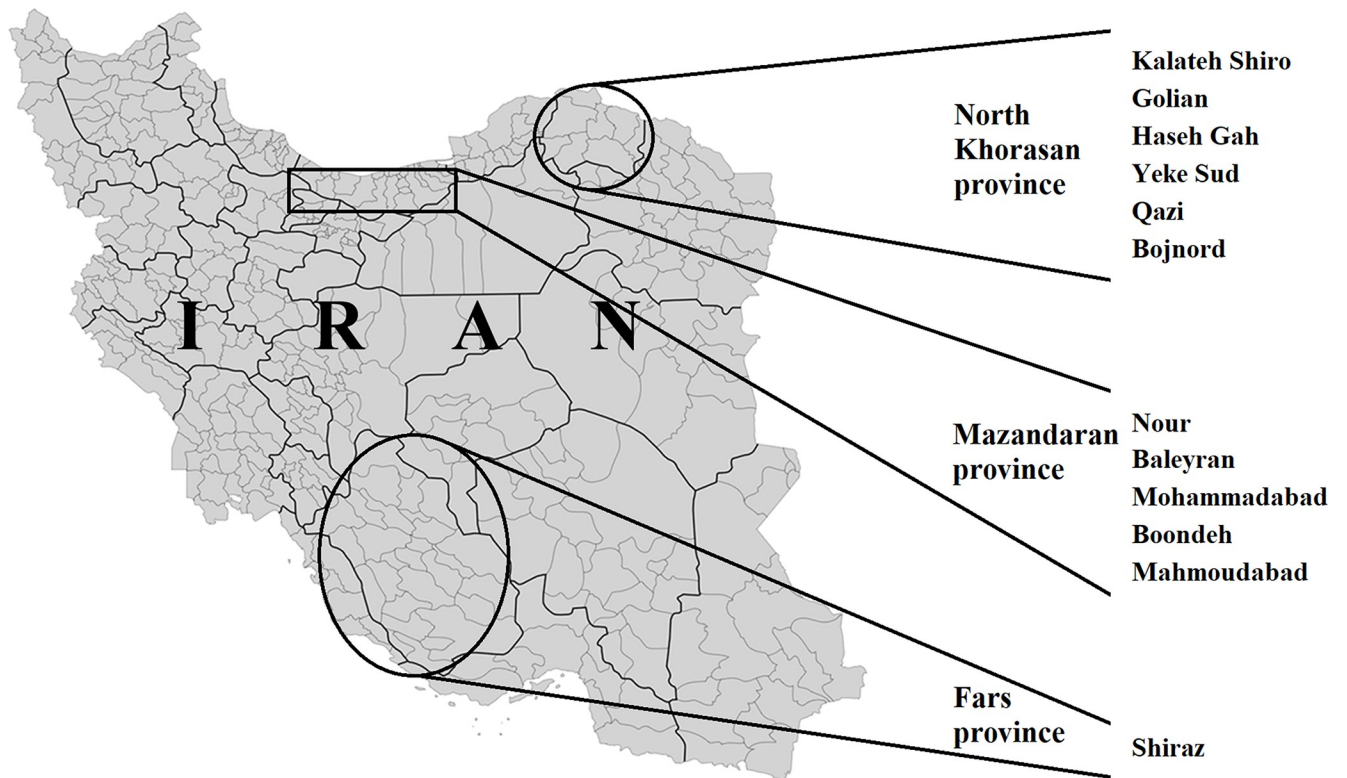 IRAN
North
Khorasan
province
Kalateh Shiro
Golian
Haseh Gah
Yeke Sud
Qazi
Bojnord
Mazandaran
province
Nour
Baleyran
Mohammadabad
Boondeh
Mahmoudabad
Fars
province
Shiraz